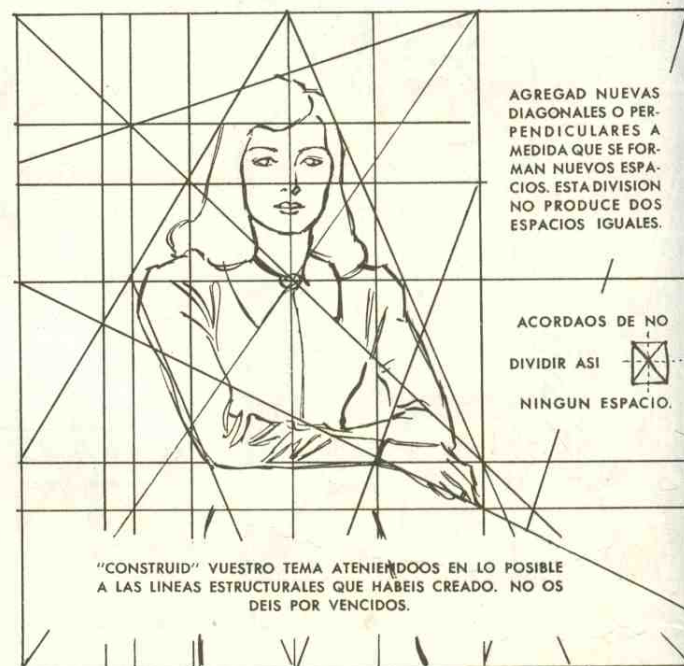 AGREGAD NUEVAS
DIAGONALES O PER-
PENDICULARES A
MEDIDA QUE SE FOR-
MAN NUEVOS ESPA-
CIOS. ESTA DIVISION
NO PRODUCE DOS
ESPACIOS IGUALES.
ACORDAOS DE NO
DIVIDIR ASI
NINGUN ESPACIO.
"CONSTRUID" VUESTRO TEMA ATENIENDOOS EN LO POSIBLE
A LAS LINEAS ESTRUCTURALES QUE HABEIS CREADO. NO OS
DEIS POR VENCIDOS.